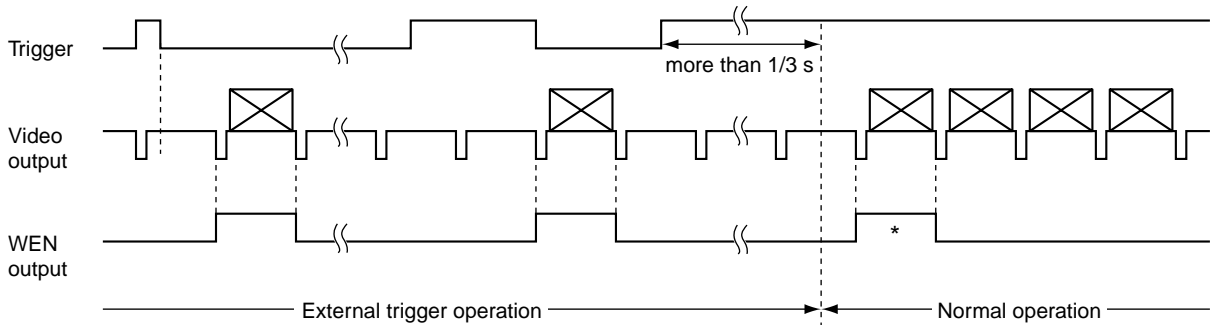 Trigger
more than 1/3 s
Video
output
WEN
output
*
External trigger operation
Normal operation